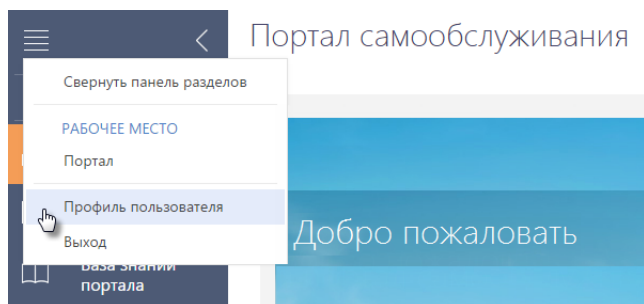 Портал самообслуживания
Свернуть панель разделов
РАБОЧЕЕ МЕСТО
Портал
Профиль пользователя
Выход
Добро пожаловать
База знаний
портала